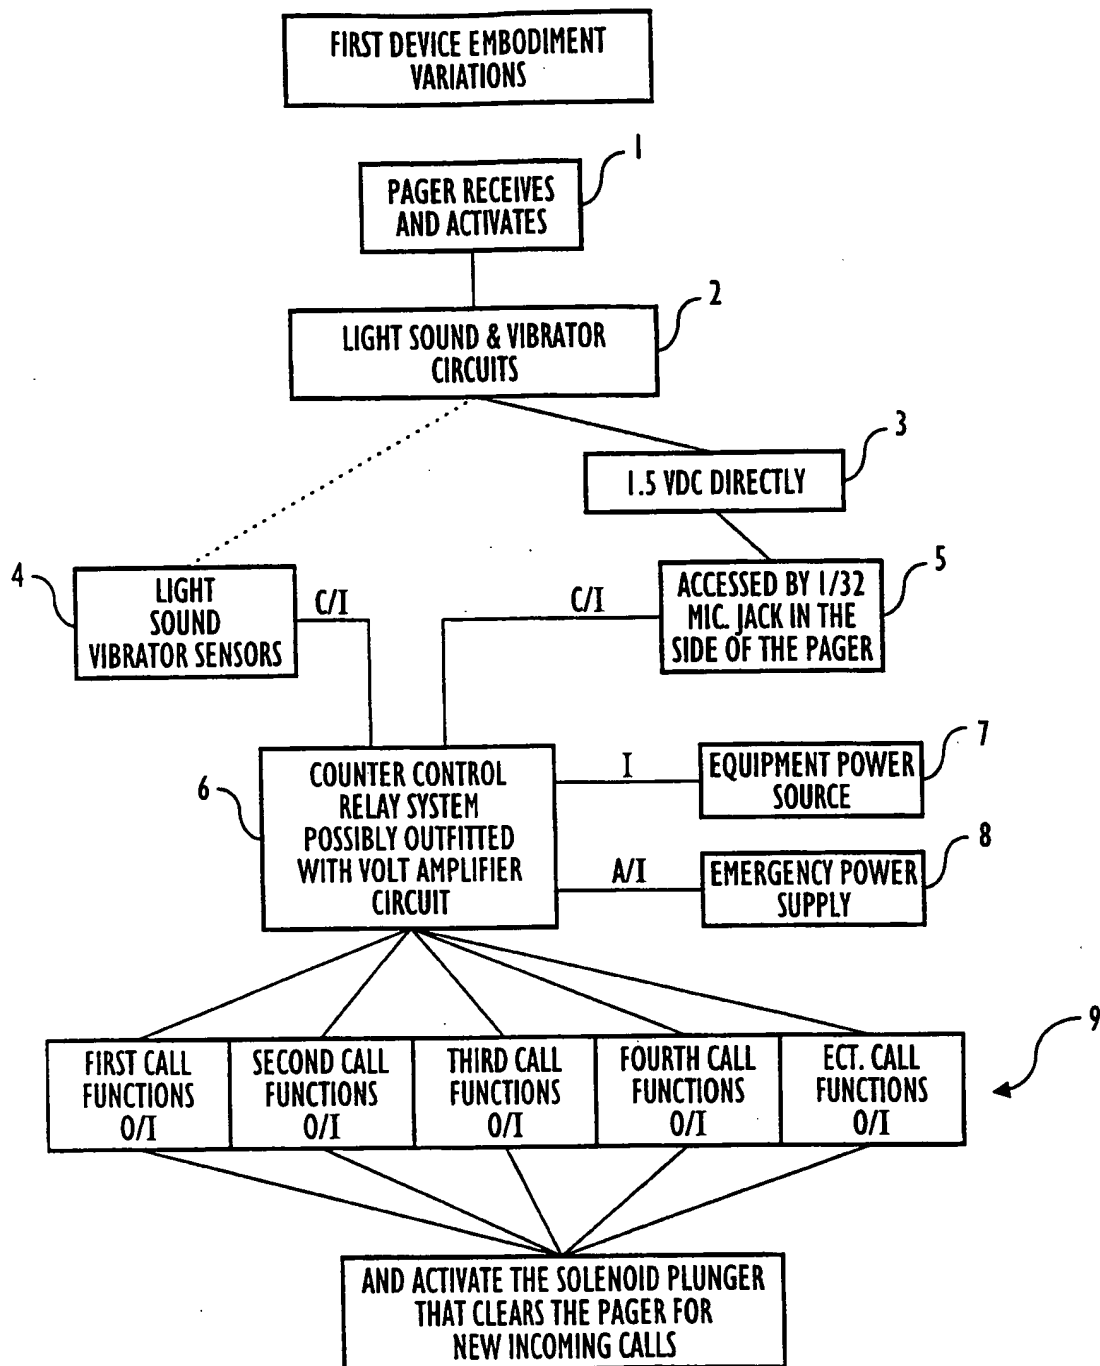 FIRST DEVICE EMBODIMENT
VARIATIONS
1
PAGER RECEIVES
AND ACTIVATES
2
LIGHT SOUND & VIBRATOR
CIRCUITS
3
1.5 VDC DIRECTLY
4
LIGHT
SOUND
VIBRATOR SENSORS
C/I
C/I
5
ACCESSED BY 1/32
MIC. JACK IN THE
SIDE OF THE PAGER
6
COUNTER CONTROL
RELAY SYSTEM
POSSIBLY OUTFITTED
WITH VOLT AMPLIFIER
CIRCUIT
I
7
EQUIPMENT POWER
SOURCE
A/I
8
EMERGENCY POWER
SUPPLY
9
FIRST CALL
FUNCTIONS
O/I
SECOND CALL
FUNCTIONS
O/I
THIRD CALL
FUNCTIONS
O/I
FOURTH CALL
FUNCTIONS
O/I
ECT. CALL
FUNCTIONS
O/I
AND ACTIVATE THE SOLENOID PLUNGER
THAT CLEARS THE PAGER FOR
NEW INCOMING CALLS